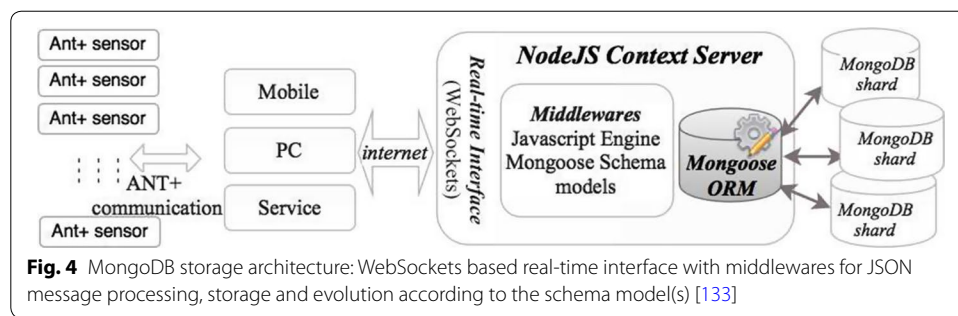 Ant+ sensor
Ant+ sensor
Ant+ sensor
ANT+
communication
Ant+ sensor
Mobile
PC
Service
internet
Real-time Interface
(WebSockets)
NodeJS Context Server
Middlewares
Javascript Engine
Mongoose Schema
models
Mongoose
ORM
MongoDB
shard
MongoDB
shard
MongoDB
shard
Fig. 4 MongoDB storage architecture: WebSockets based real-time interface with middlewares for JSON
message processing, storage and evolution according to the schema model(s) [133]